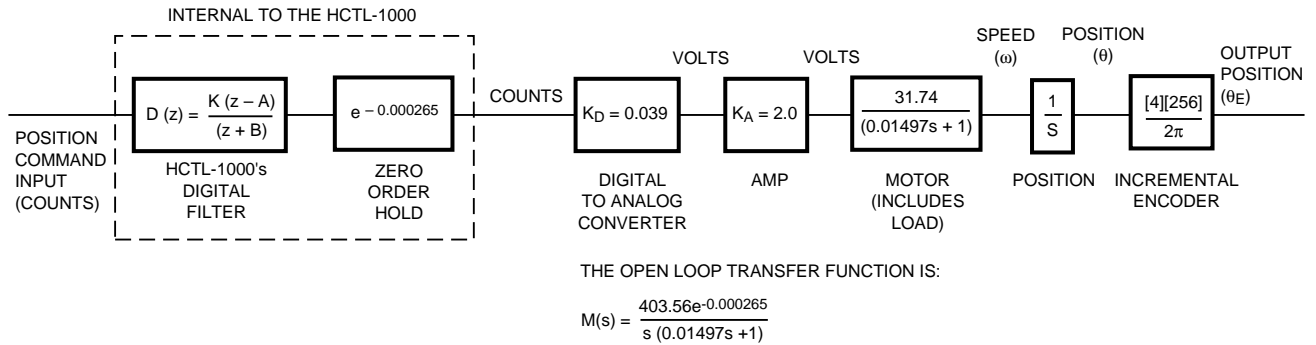 INTERNAL TO THE HCTL-1000
D (z) = K (z – A) / (z + B)
HCTL-1000's
DIGITAL
FILTER
e – 0.000265
ZERO
ORDER
HOLD
POSITION
COMMAND
INPUT
(COUNTS)
COUNTS
K_D = 0.039
DIGITAL
TO ANALOG
CONVERTER
VOLTS
K_A = 2.0
AMP
VOLTS
31.74
(0.01497s + 1)
MOTOR
(INCLUDES
LOAD)
SPEED
(ω)
1
S
POSITION
POSITION
(θ)
[4][256]
2π
INCREMENTAL
ENCODER
OUTPUT
POSITION
(θE)
THE OPEN LOOP TRANSFER FUNCTION IS:
M(s) = 403.56e-0.000265 / s (0.01497s +1)